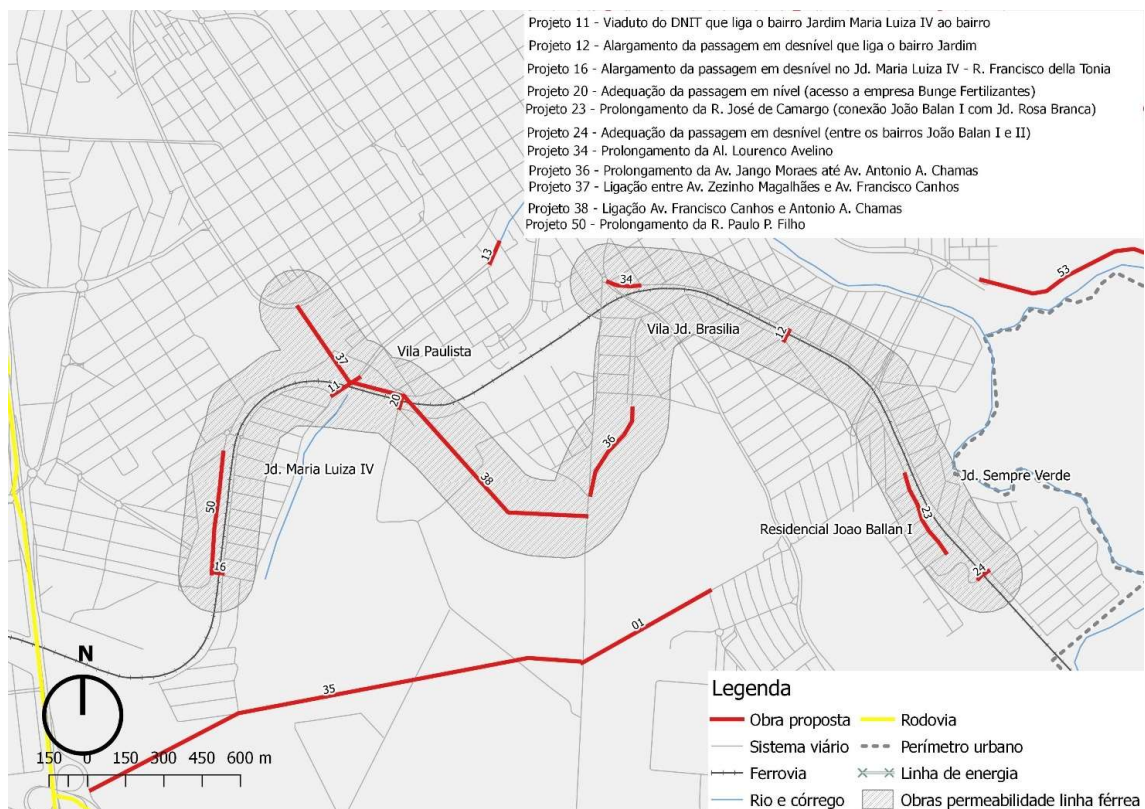 Projeto 11 - Viaduto do DNIT que liga o bairro Jardim Maria Luiza IV ao bairro
Projeto 12 - Alargamento da passagem em desnível que liga o bairro Jardim
Projeto 16 - Alargamento da passagem em desnível no Jd. Maria Luiza IV - R. Francisco della Tonia
Projeto 20 - Adequação da passagem em nível (acesso a empresa Bunge Fertilizantes)
Projeto 23 - Prolongamento da R. José de Camargo (conexão João Balan I com Jd. Rosa Branca)
Projeto 24 - Adequação da passagem em desnível (entre os bairros João Balan I e II)
Projeto 34 - Prolongamento da Al. Lourenco Avelino
Projeto 36 - Prolongamento da Av. Jango Moraes até Av. Antonio A. Chamas
Projeto 37 - Ligação entre Av. Zezinho Magalhães e Av. Francisco Canhos
Projeto 38 - Ligação Av. Francisco Canhos e Antonio A. Chamas
Projeto 50 - Prolongamento da R. Paulo P. Filho
13
53
34
12
Vila Jd. Brasilia
Vila Paulista
37
11
20
36
Jd. Maria Luiza IV
38
Jd. Sempre Verde
50
23
Residencial Joao Ballan I
16
24
01
35
N
150 0 150 300 450 600 m
Legenda
Obra proposta
Rodovia
Sistema viário
Perímetro urbano
Ferrovia
Linha de energia
Rio e córrego
Obras permeabilidade linha férrea